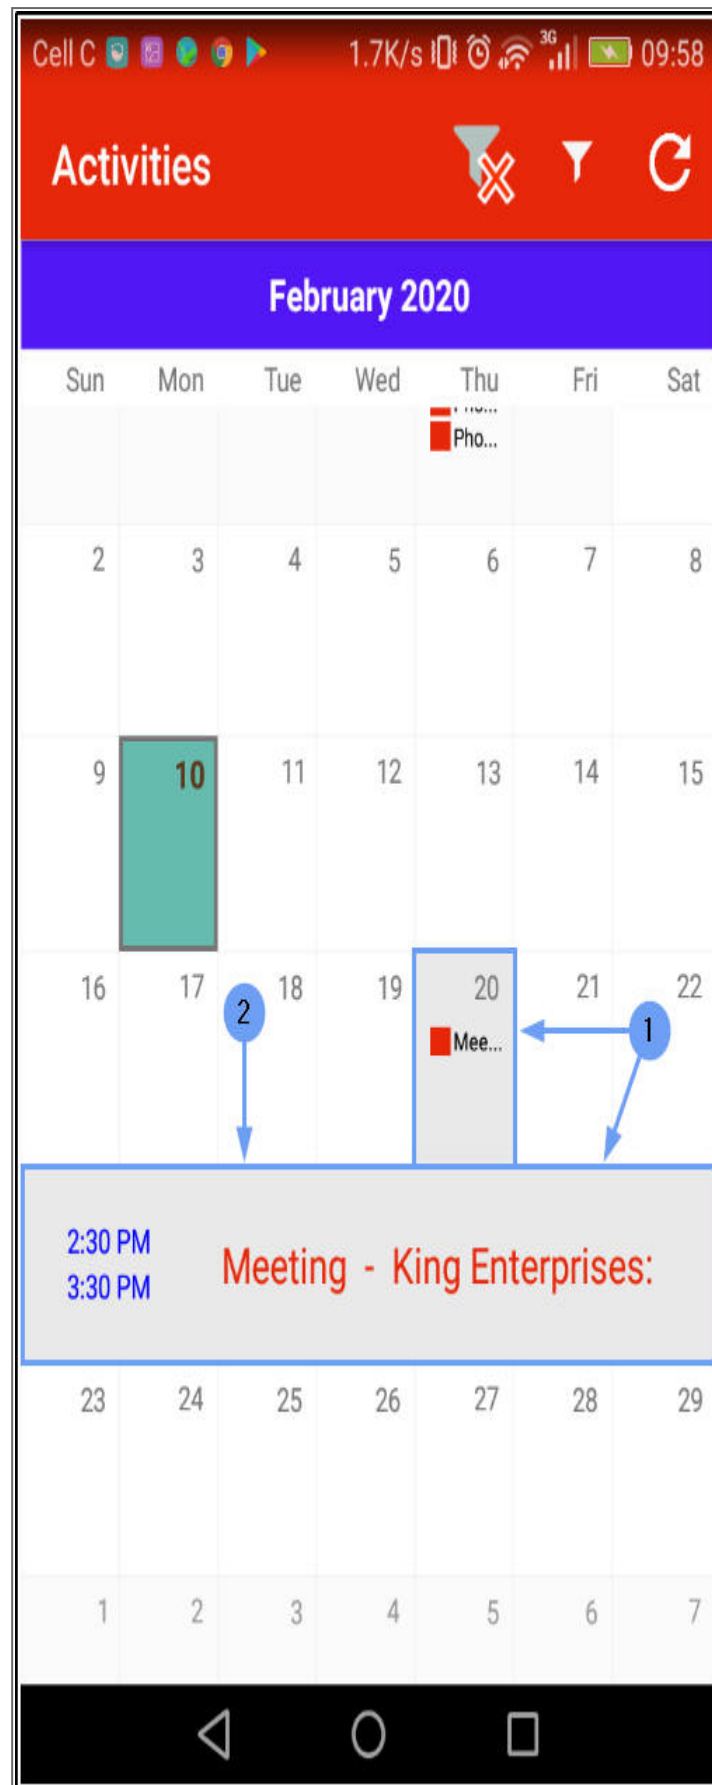 Cell C 1.7K/s 3G 09:58
Activities
February 2020
Sun Mon Tue Wed Thu Fri Sat
Pho...
2 3 4 5 6 7 8
9 10 11 12 13 14 15
16 17 18 19 20 21 22
2 1
Mee...
2:30 PM
3:30 PM
Meeting - King Enterprises:
23 24 25 26 27 28 29
1 2 3 4 5 6 7